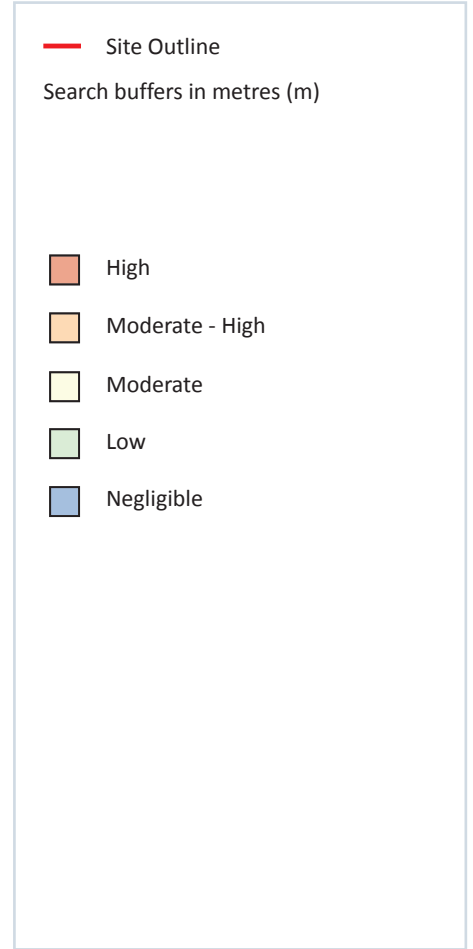 Site Outline
Search buffers in metres (m)
High
Moderate - High
Moderate
Low
Negligible